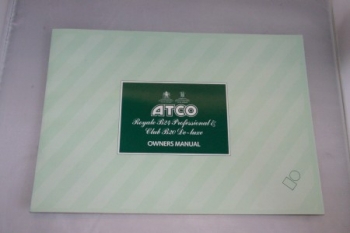 ATCO
Royale B24 Professional &
Club B20 De-luxe
OWNERS MANUAL